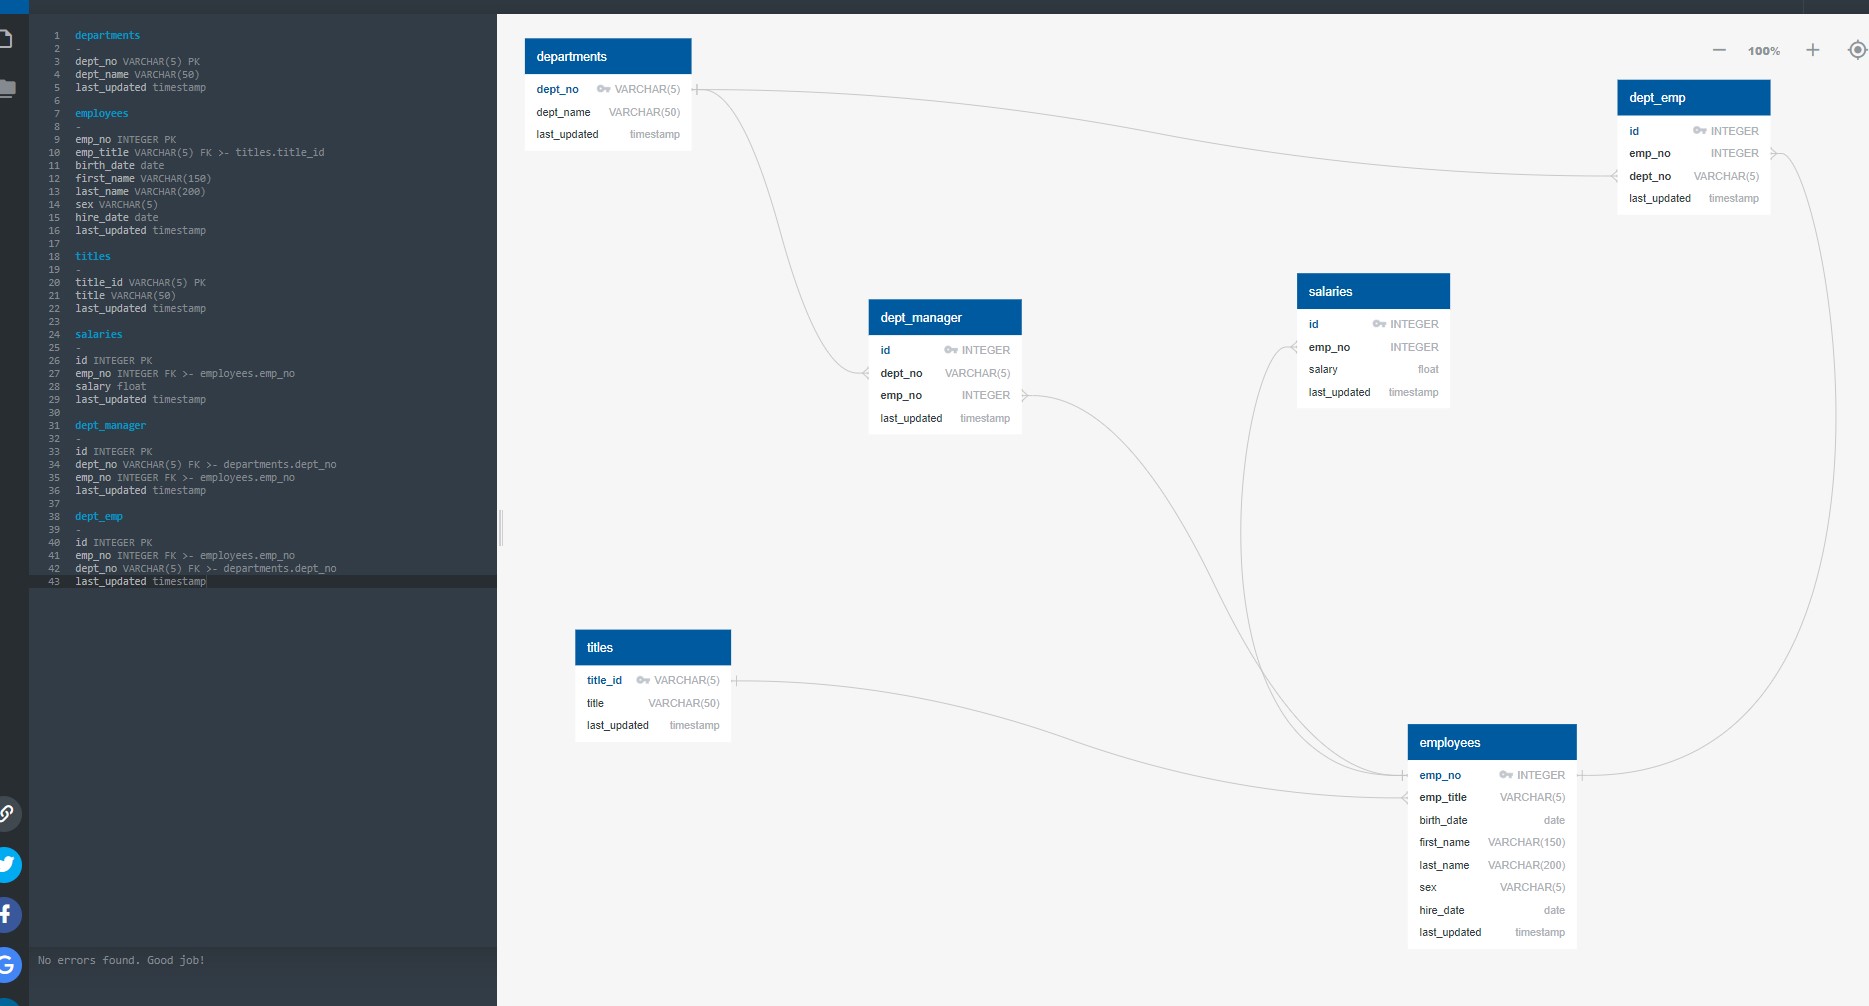 1 departments
2 -
3 dept_no VARCHAR(5) PK
4 dept_name VARCHAR(50)
5 last_updated timestamp
6
7 employees
8 -
9 emp_no INTEGER PK
10 emp_title VARCHAR(5) FK >- titles.title_id
11 birth_date date
12 first_name VARCHAR(150)
13 last_name VARCHAR(200)
14 sex VARCHAR(5)
15 hire_date date
16 last_updated timestamp
17
18 titles
19 -
20 title_id VARCHAR(5) PK
21 title VARCHAR(50)
22 last_updated timestamp
23
24 salaries
25 -
26 id INTEGER PK
27 emp_no INTEGER FK >- employees.emp_no
28 salary float
29 last_updated timestamp
30
31 dept_manager
32 -
33 id INTEGER PK
34 dept_no VARCHAR(5) FK >- departments.dept_no
35 emp_no INTEGER FK >- employees.emp_no
36 last_updated timestamp
37
38 dept_emp
39 -
40 id INTEGER PK
41 emp_no INTEGER FK >- employees.emp_no
42 dept_no VARCHAR(5) FK >- departments.dept_no
43 last_updated timestamp
No errors found. Good job!
departments
dept_no VARCHAR(5)
dept_name VARCHAR(50)
last_updated timestamp
100%
dept_emp
id INTEGER
emp_no INTEGER
dept_no VARCHAR(5)
last_updated timestamp
salaries
id INTEGER
emp_no INTEGER
salary float
last_updated timestamp
dept_manager
id INTEGER
dept_no VARCHAR(5)
emp_no INTEGER
last_updated timestamp
titles
title_id VARCHAR(5)
title VARCHAR(50)
last_updated timestamp
employees
emp_no INTEGER
emp_title VARCHAR(5)
birth_date date
first_name VARCHAR(150)
last_name VARCHAR(200)
sex VARCHAR(5)
hire_date date
last_updated timestamp